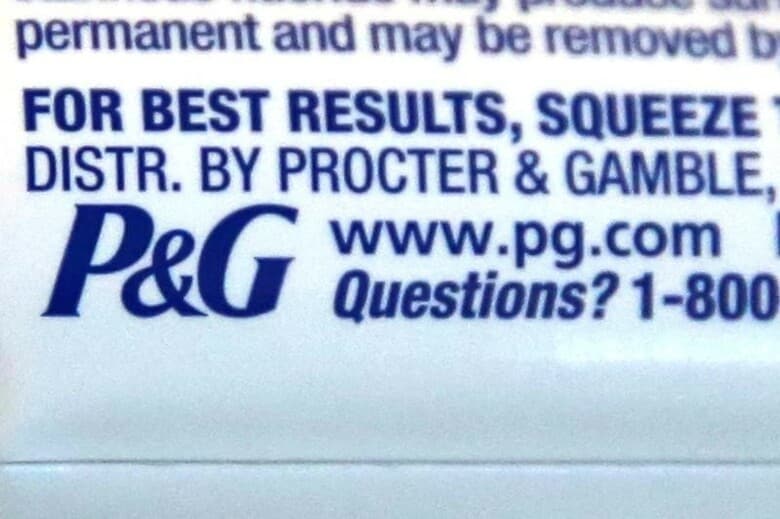 permanent and may be removed by
FOR BEST RESULTS, SQUEEZE
DISTR. BY PROCTER & GAMBLE,
P&G www.pg.com
Questions? 1-800